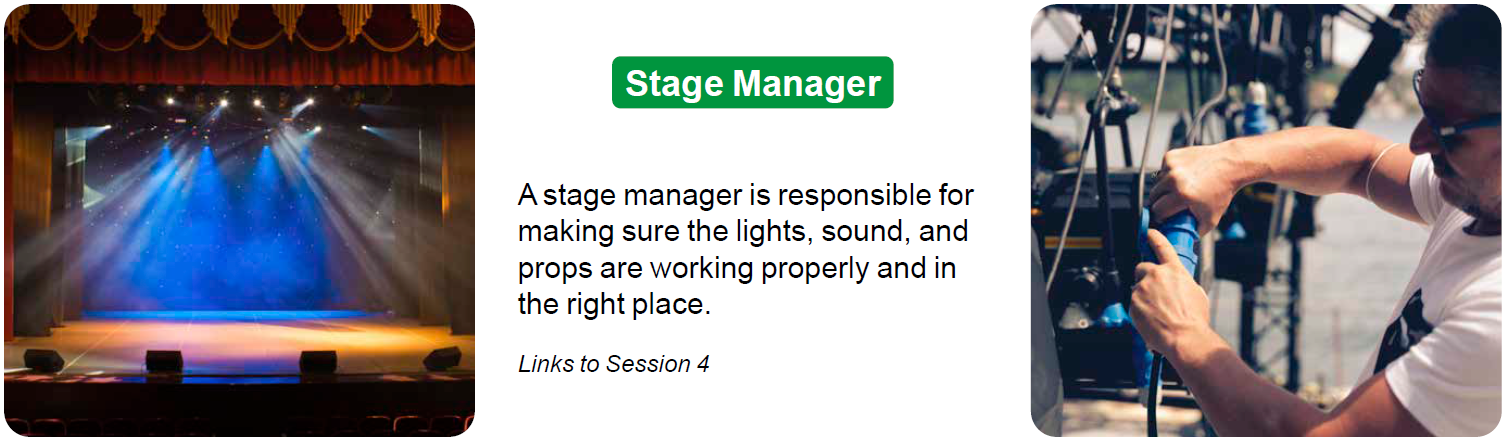 Stage Manager
A stage manager is responsible for
making sure the lights, sound, and
props are working properly and in
the right place.
Links to Session 4